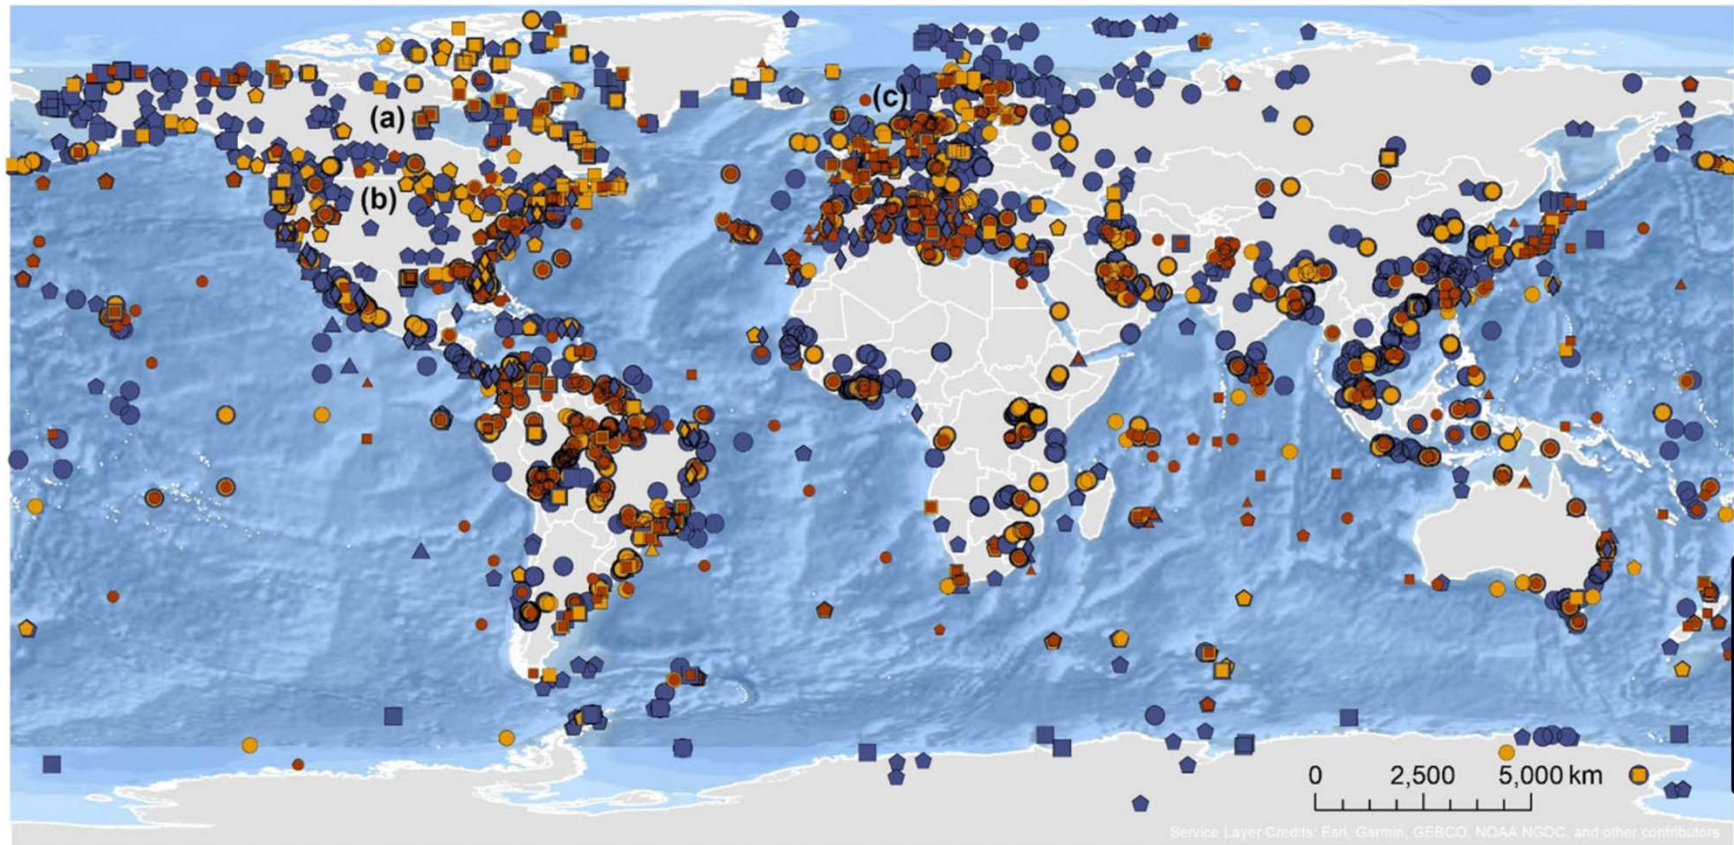 (c)
(a)
(b)
0 2,500 5,000 km
Service Layer Credits: Esri, Garmin, GEBCO, NOAA NGDC, and other contributors